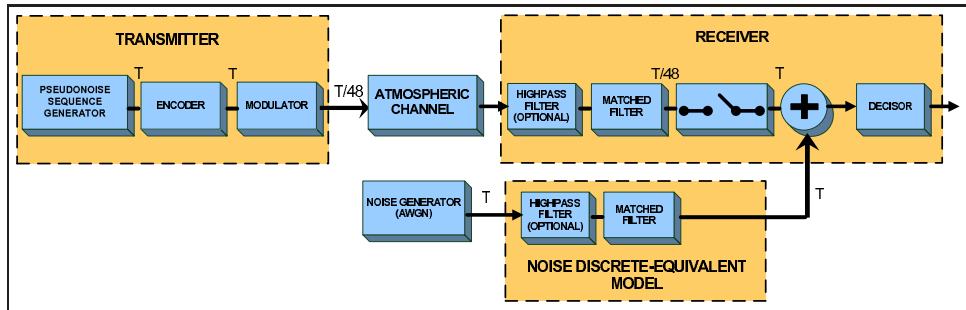 TRANSMITTER
PSEUDONOISE
SEQUENCE
GENERATOR
T
ENCODER
T
MODULATOR
T/48
ATMOSPHERIC
CHANNEL
RECEIVER
HIGHPASS
FILTER
(OPTIONAL)
MATCHED
FILTER
T/48
T
+
DECISOR
NOISE GENERATOR
(AWGN)
T
HIGHPASS
FILTER
(OPTIONAL)
MATCHED
FILTER
T
NOISE DISCRETE-EQUIVALENT
MODEL